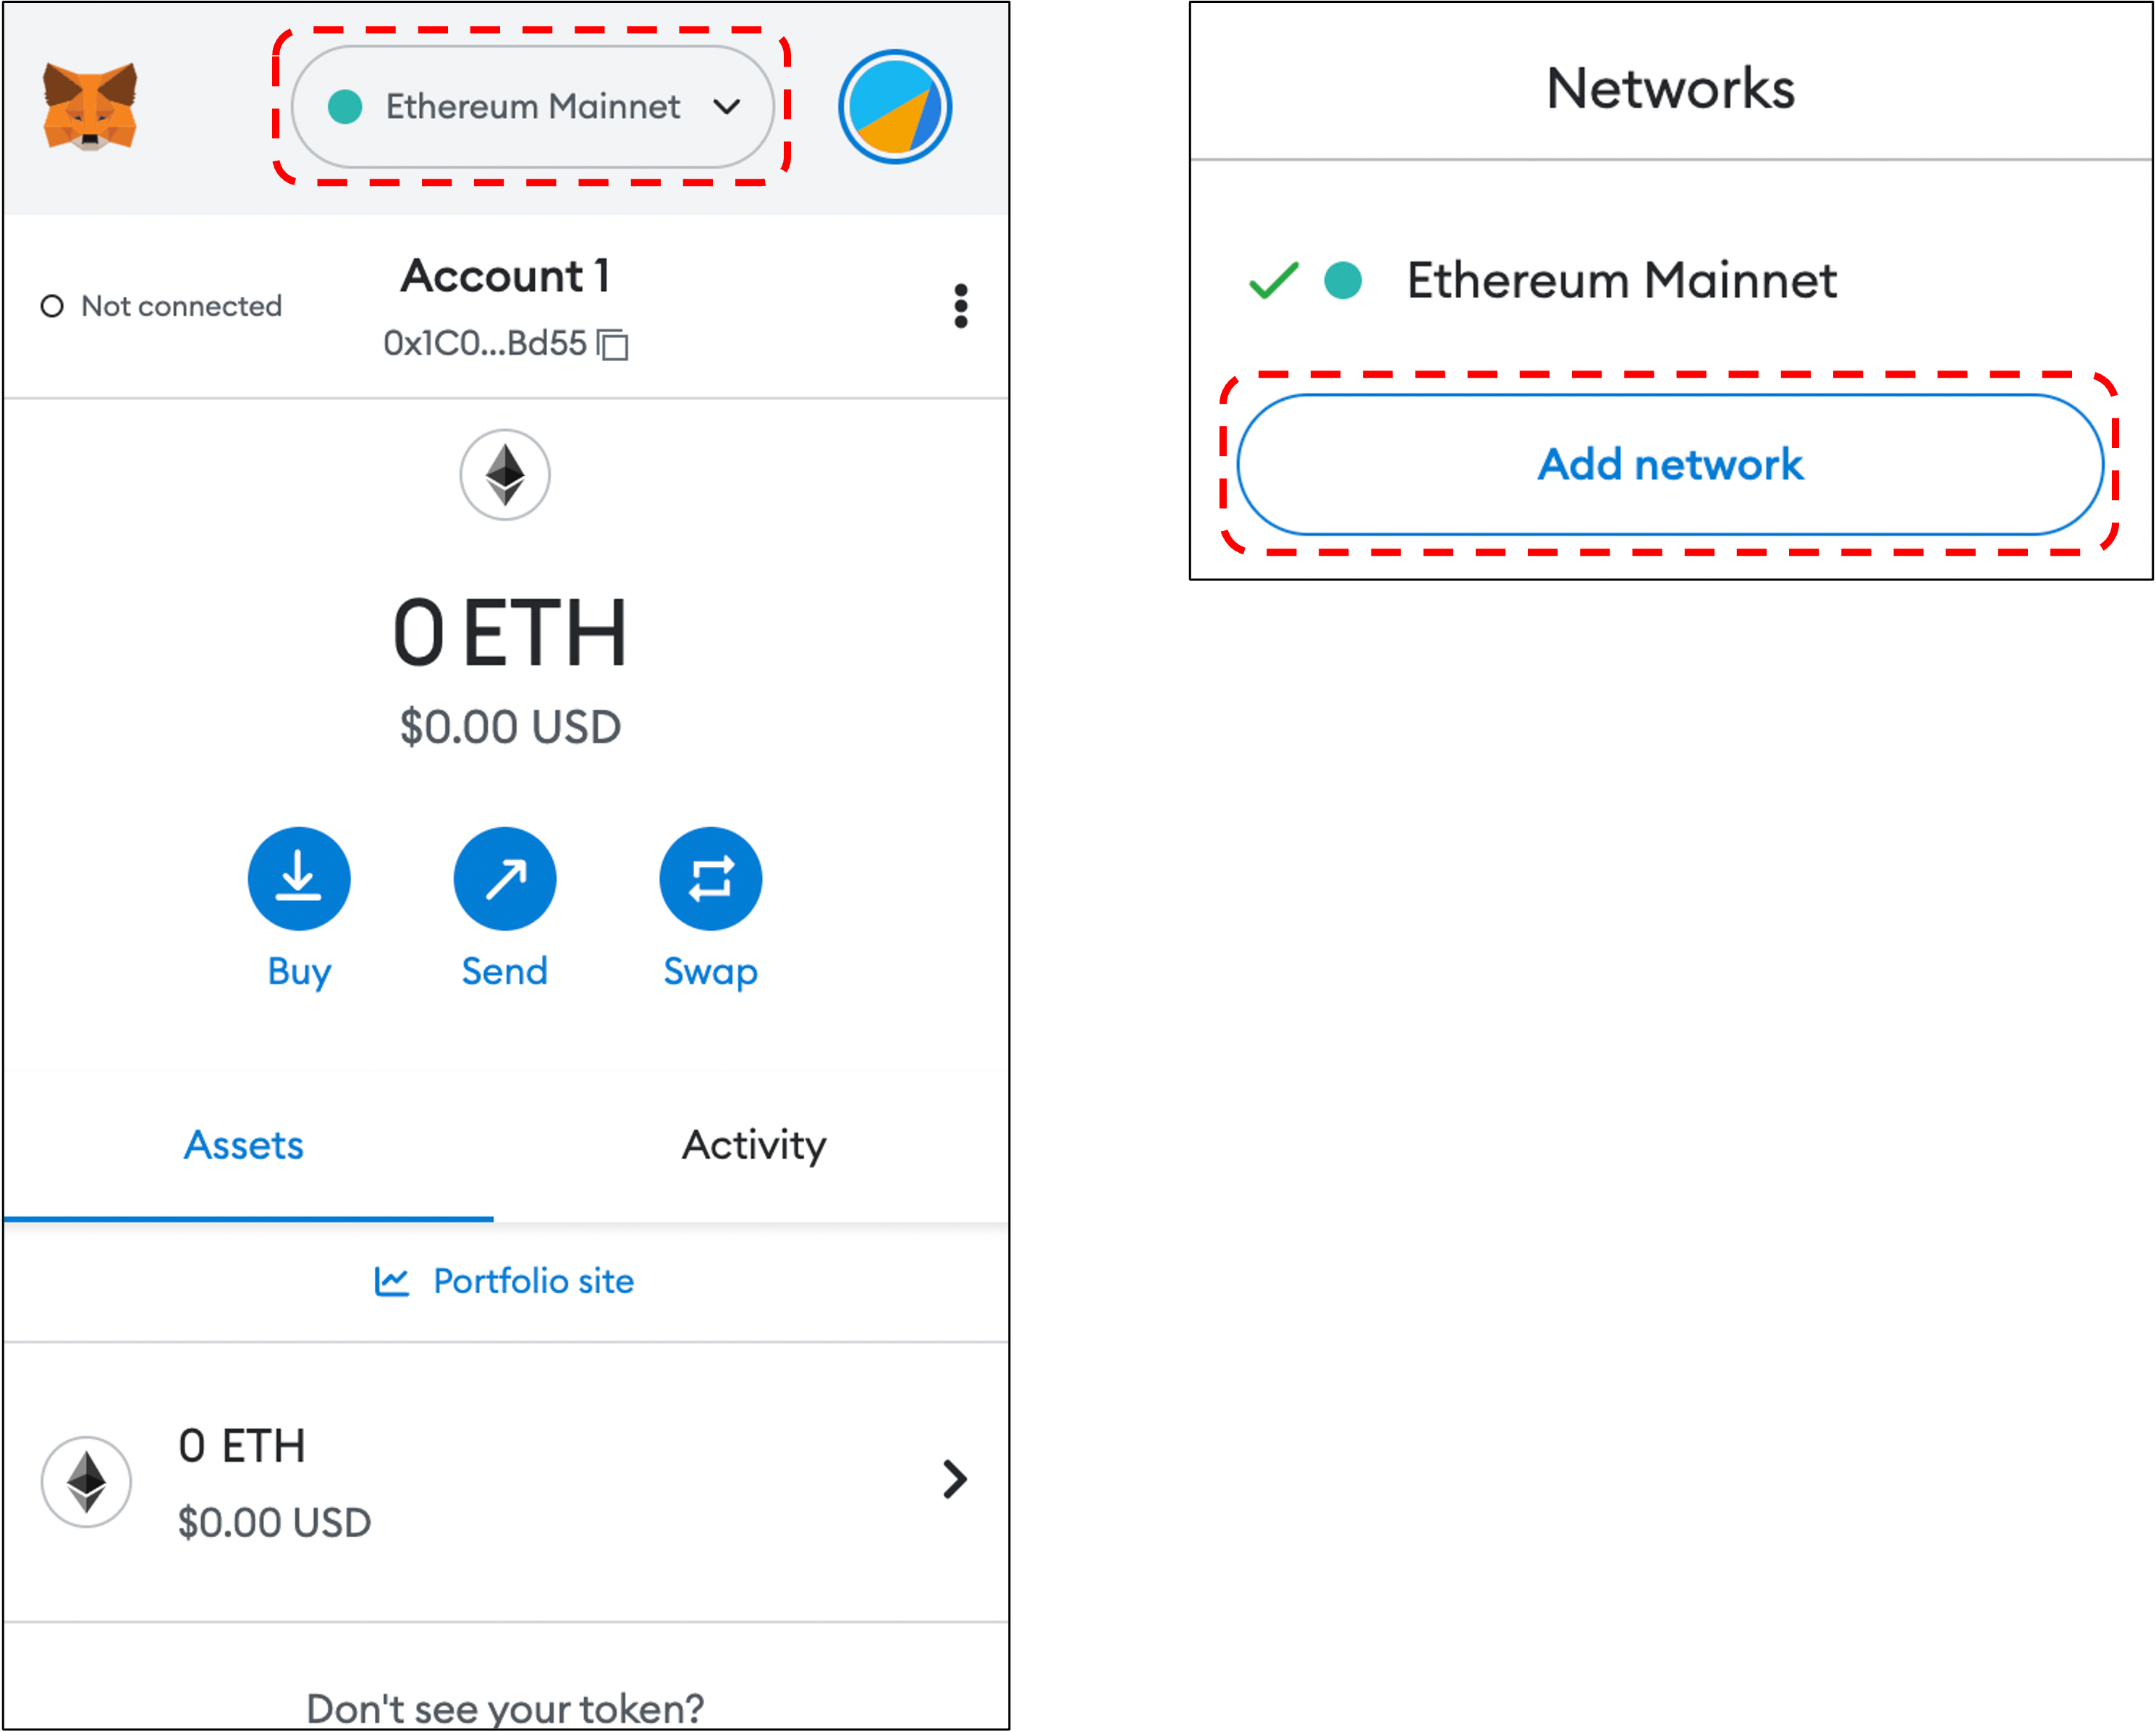 Ethereum Mainnet
Account 1
Not connected
0x1C0...Bd55
0 ETH
$0.00 USD
Buy Send Swap
Assets Activity
Portfolio site
0 ETH
$0.00 USD
Don't see your token?
Networks
Ethereum Mainnet
Add network